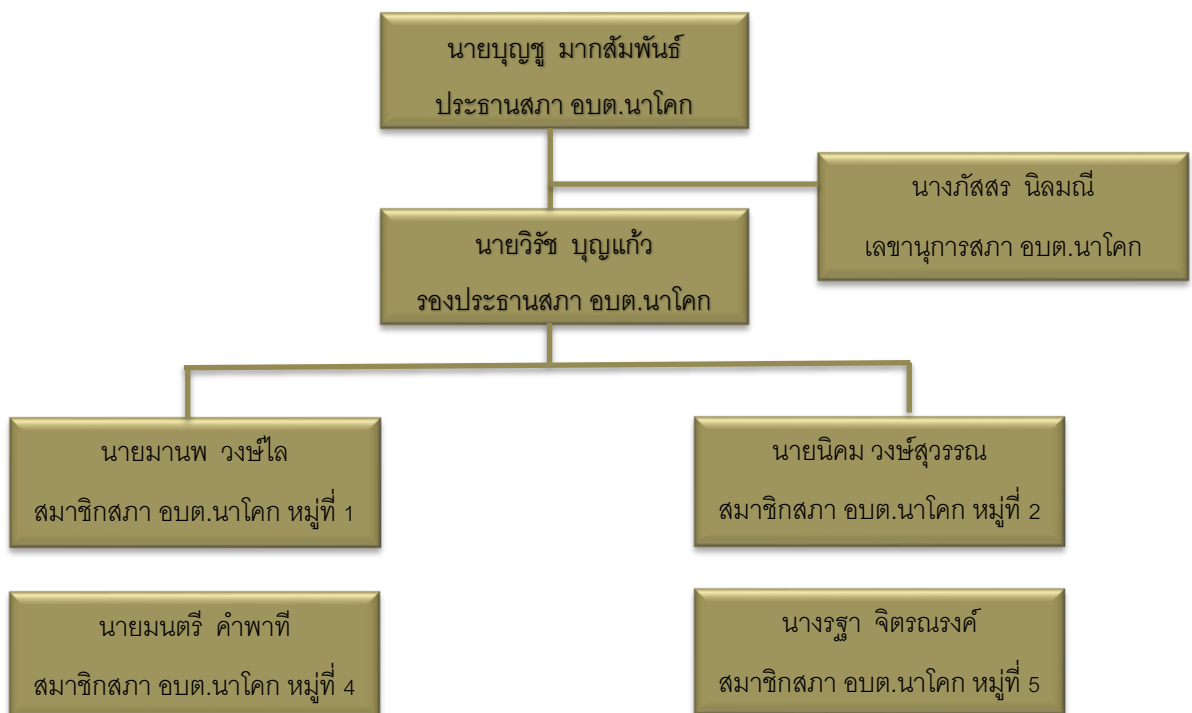 นายบุญชู มากสัมพันธ์
ประธานสภา อบต.นาโคก
นางภัสสร นิลมณี
เลขานุการสภา อบต.นาโคก
นายวิรัช บุญแก้ว
รองประธานสภา อบต.นาโคก
นายมานพ วงษ์ไล
สมาชิกสภา อบต.นาโคก หมู่ที่ 1
นายนิคม วงษ์สุวรรณ
สมาชิกสภา อบต.นาโคก หมู่ที่ 2
นายมนตรี คำพาที
สมาชิกสภา อบต.นาโคก หมู่ที่ 4
นางรฐา จิตรณรงค์
สมาชิกสภา อบต.นาโคก หมู่ที่ 5